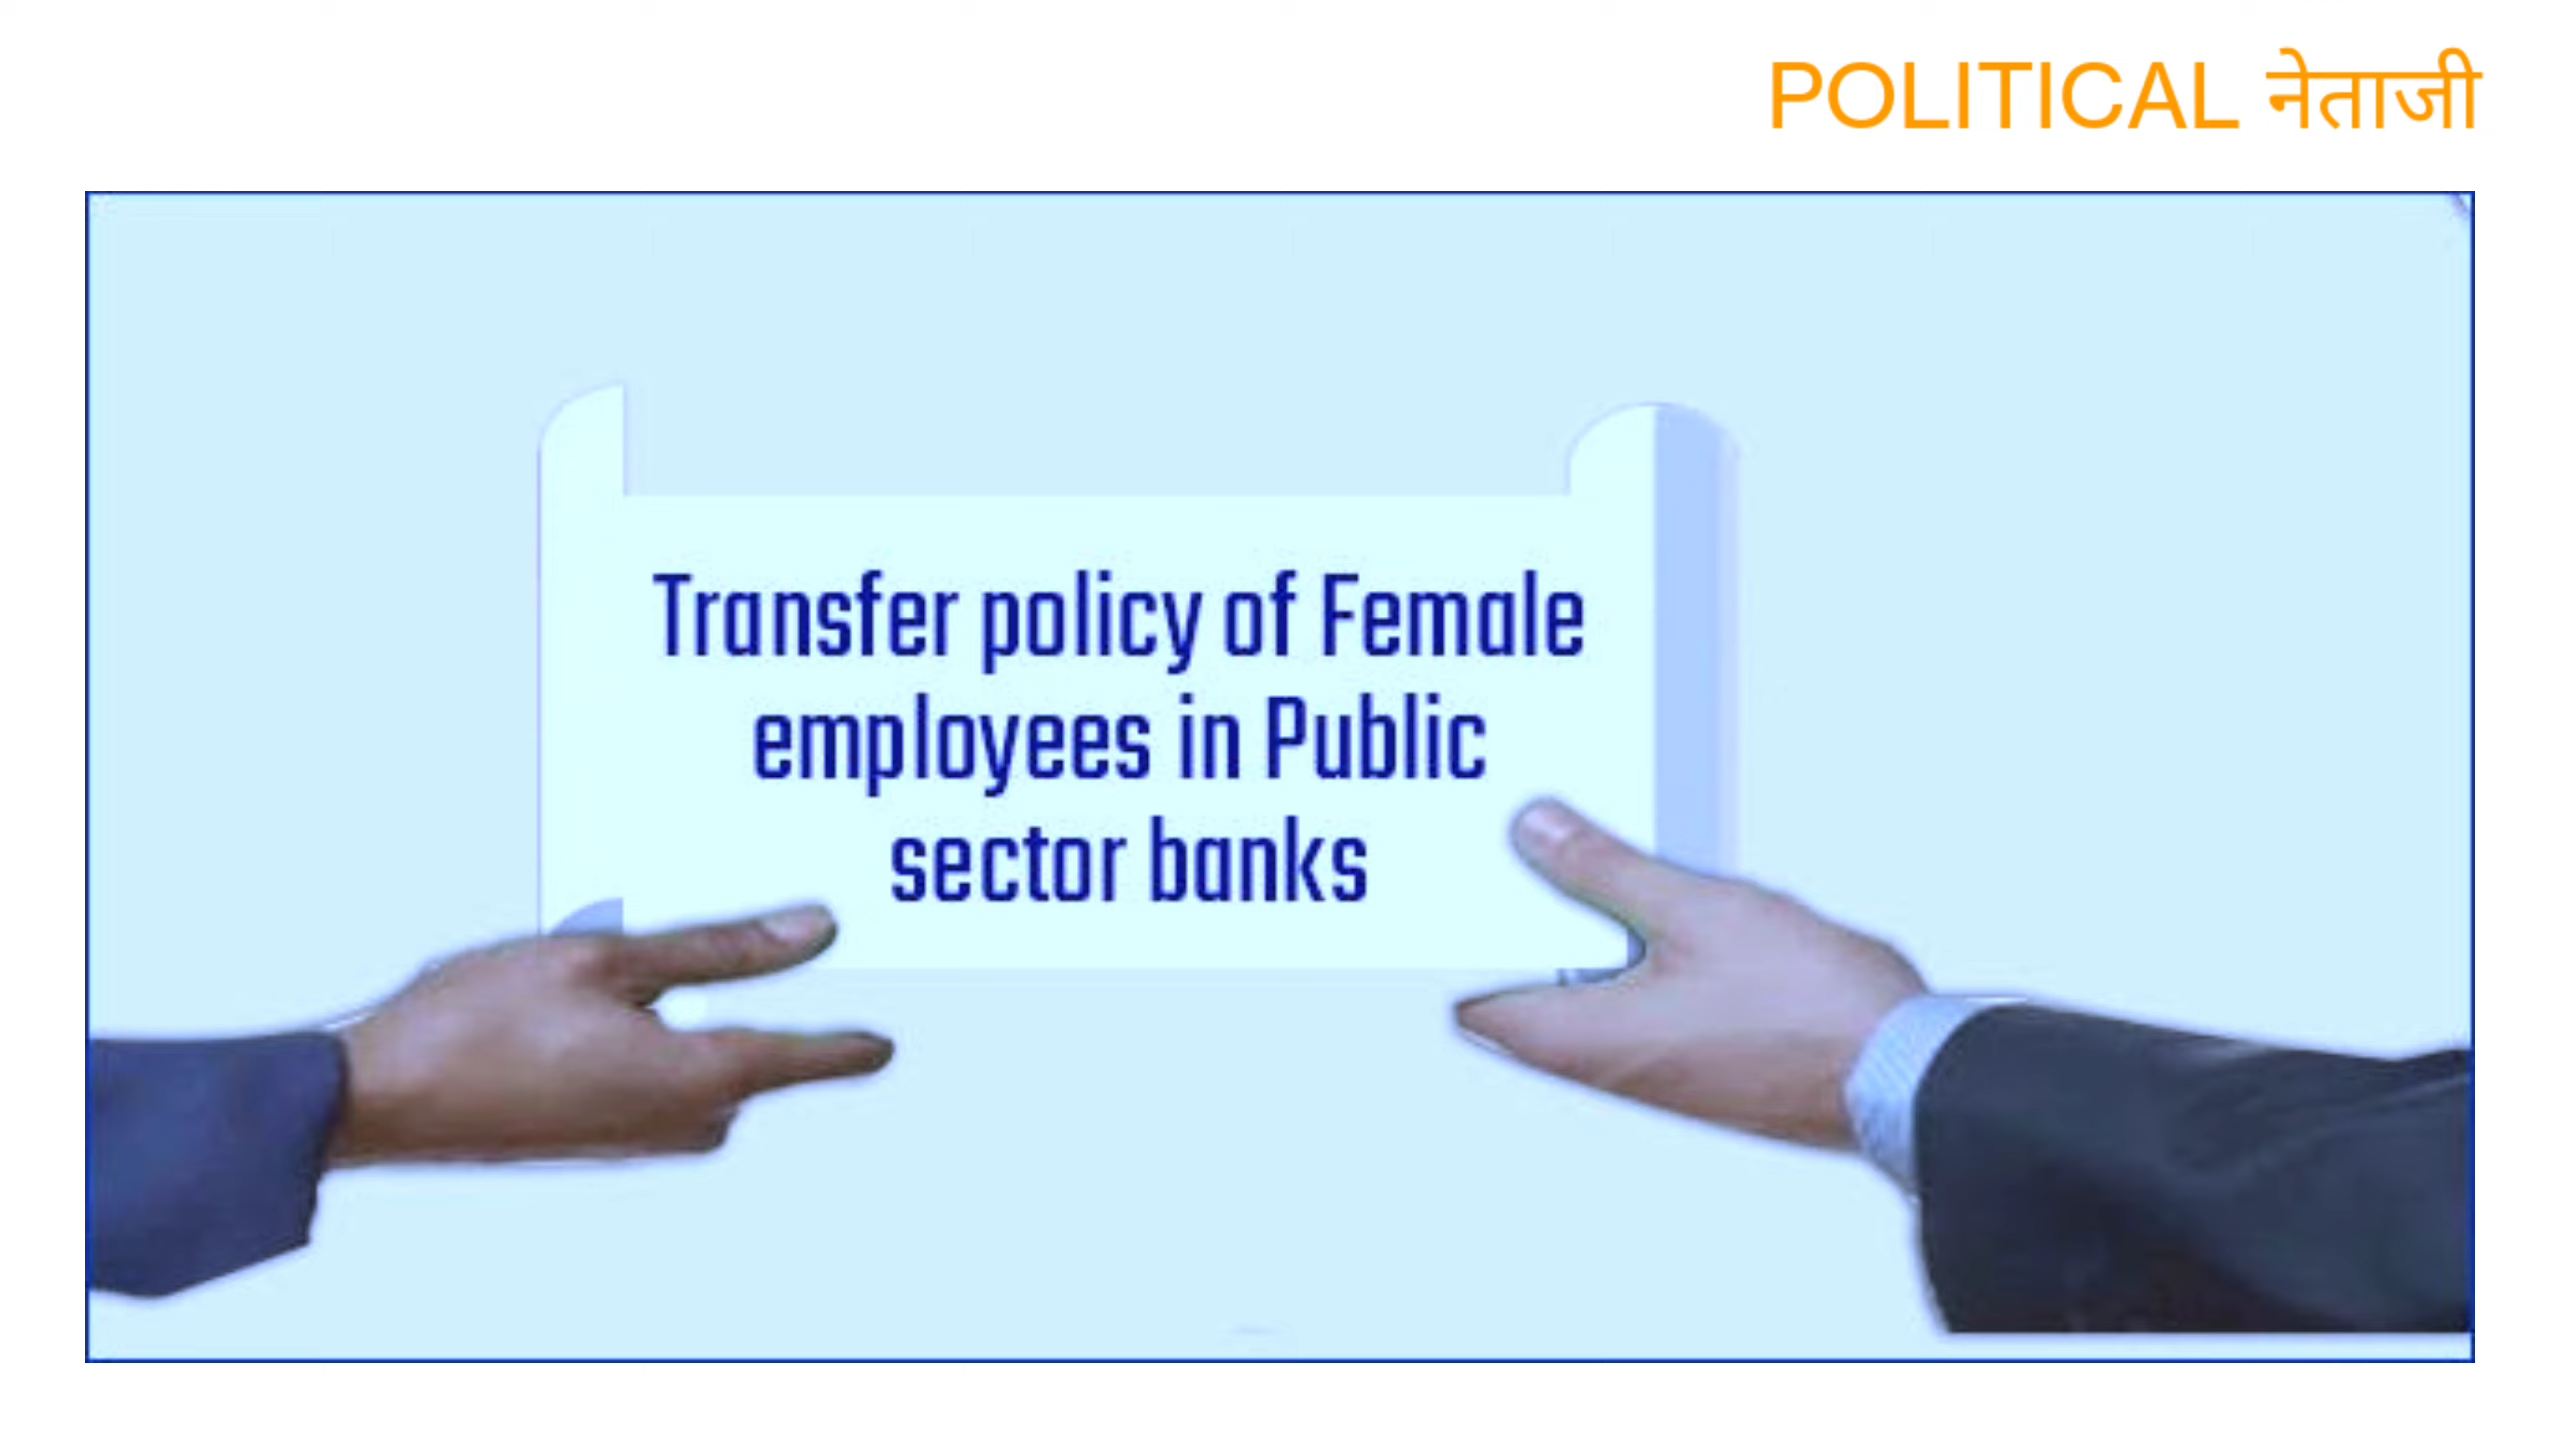 POLITICAL नेताजी
Transfer policy of Female
employees in Public
sector banks